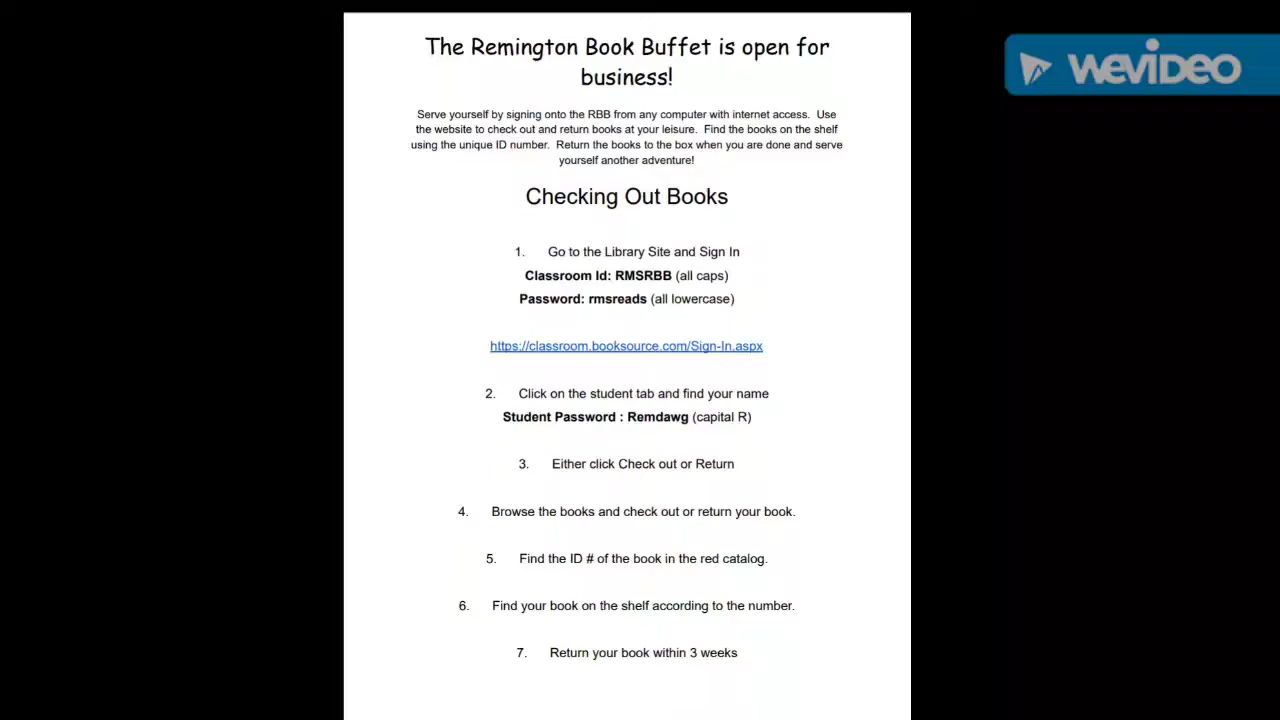 The Remington Book Buffet is open for
business!
Serve yourself by signing onto the RBB from any computer with internet access. Use
the website to check out and return books at your leisure. Find the books on the shelf
using the unique ID number. Return the books to the box when you are done and serve
yourself another adventure!
Checking Out Books
1. Go to the Library Site and Sign In
Classroom Id: RMSRBB (all caps)
Password: rmsreads (all lowercase)
https://classroom.booksource.com/Sign-In.aspx
2. Click on the student tab and find your name
Student Password : Remdawg (capital R)
3. Either click Check out or Return
4. Browse the books and check out or return your book.
5. Find the ID # of the book in the red catalog.
6. Find your book on the shelf according to the number.
7. Return your book within 3 weeks
WEVIDEO